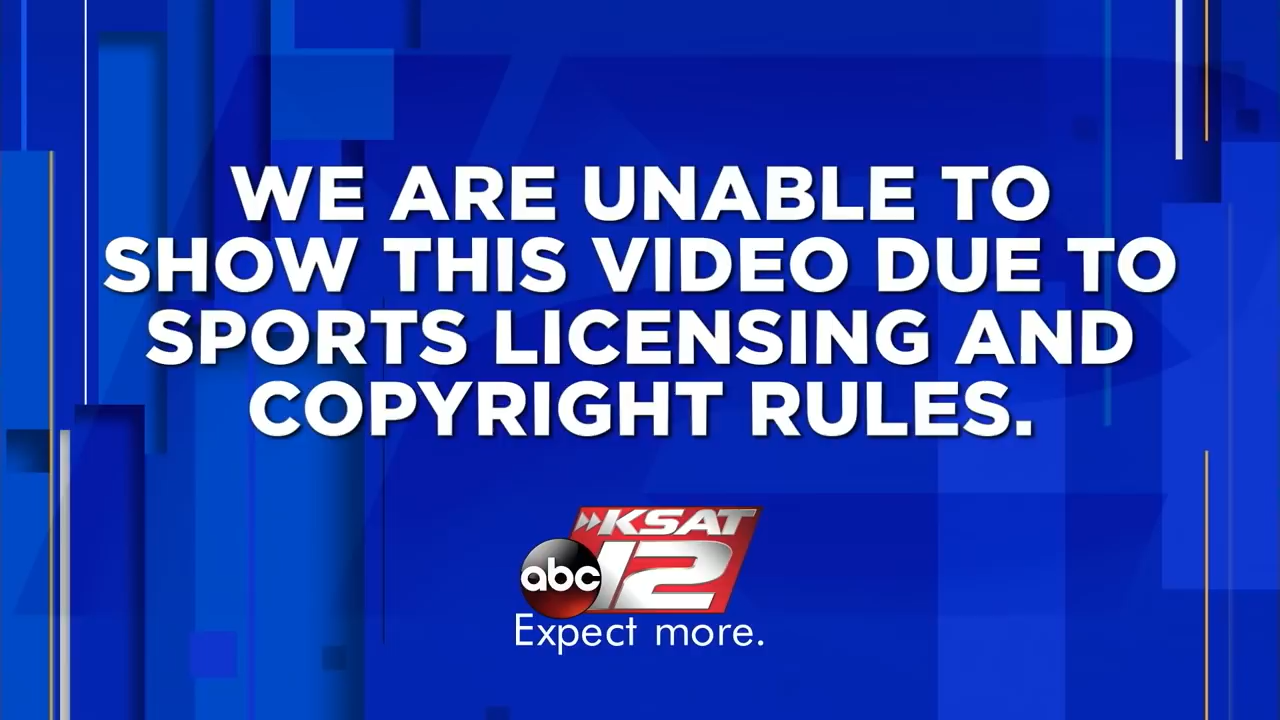 WE ARE UNABLE TO
SHOW THIS VIDEO DUE TO
SPORTS LICENSING AND
COPYRIGHT RULES.
KSAT
abc 12
Expect more.